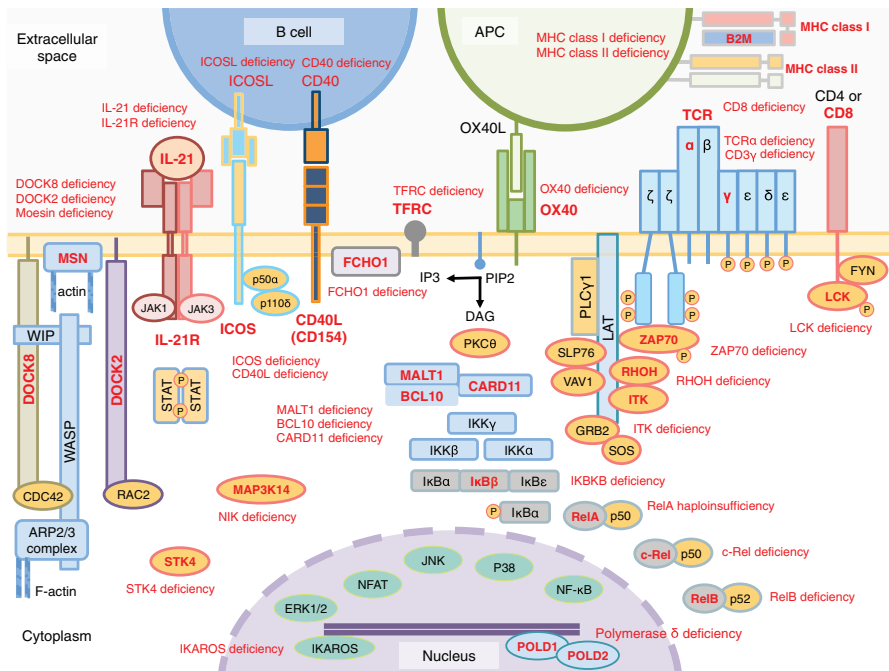 Extracellular
space
B cell
APC
MHC class I deficiency
MHC class II deficiency
B2M
MHC class I
MHC class II
ICOSL deficiency
ICOSL
CD40 deficiency
CD40
IL-21 deficiency
IL-21R deficiency
IL-21
OX40L
TCR
CD8 deficiency
CD4 or
CD8
α
β
TCRα deficiency
CD3γ deficiency
DOCK8 deficiency
DOCK2 deficiency
Moesin deficiency
TFRC deficiency
TFRC
OX40 deficiency
OX40
ζ
ζ
γ
ε
δ
ε
MSN
actin
FCHO1
FCHO1 deficiency
p50α
p110δ
IP3
PIP2
DAG
P
P
P
P
FYN
LCK
P
LCK deficiency
JAK1
JAK3
IL-21R
ICOS
CD40L
(CD154)
PLCγ1
LAT
P
P
P
P
ZAP70
P
ZAP70 deficiency
WIP
DOCK8
WASP
DOCK2
PKCθ
SLP76
VAV1
RHOH
RHOH deficiency
ITK
ITK deficiency
ICOS deficiency
CD40L deficiency
STAT
P
P
STAT
MALT1
BCL10
CARD11
MALT1 deficiency
BCL10 deficiency
CARD11 deficiency
IKKγ
IKKβ
IKKα
GRB2
SOS
IκBα
IκBβ
IκBε
IKBKB deficiency
CDC42
RAC2
MAP3K14
NIK deficiency
P
IκBα
RelA
p50
RelA haploinsufficiency
ARP2/3
complex
F-actin
STK4
STK4 deficiency
c-Rel
p50
c-Rel deficiency
JNK
P38
NFAT
NF-κB
ERK1/2
RelB
p52
RelB deficiency
Cytoplasm
IKAROS deficiency
IKAROS
Nucleus
POLD1
POLD2
Polymerase δ deficiency